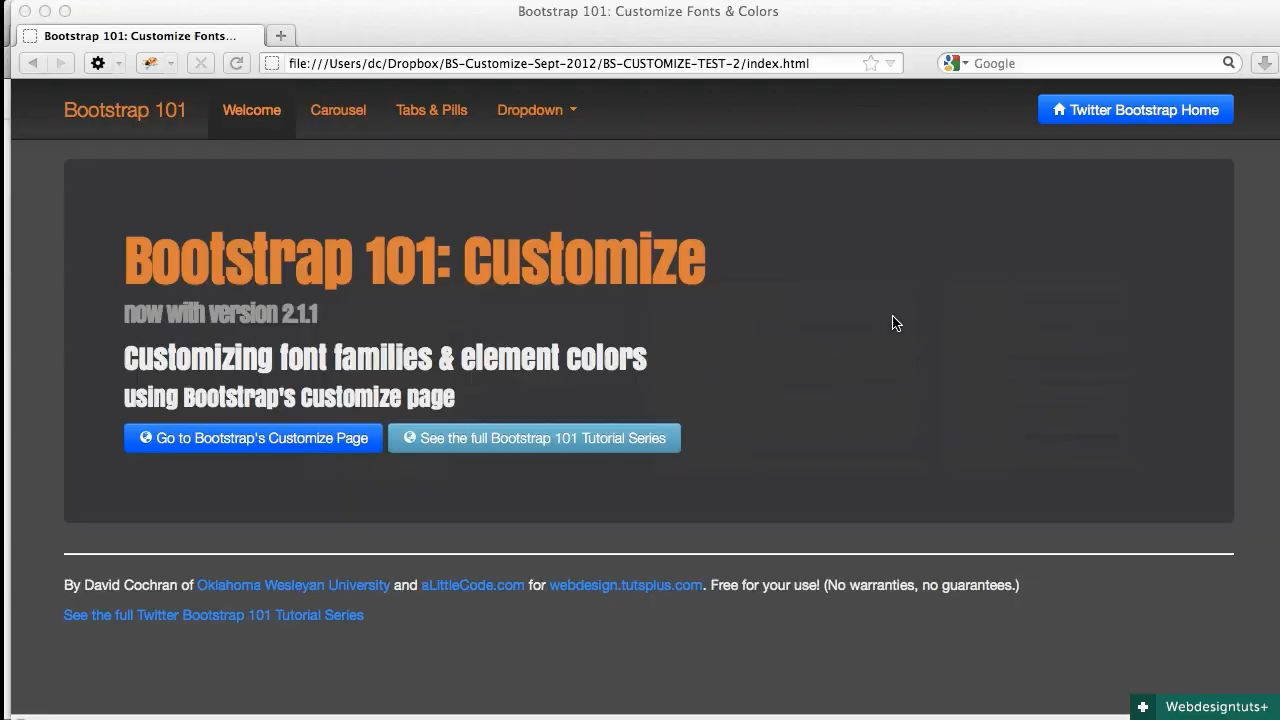 Bootstrap 101: Customize Fonts & Colors
Bootstrap 101: Customize Fonts...
file:///Users/dc/Dropbox/BS-Customize-Sept-2012/BS-CUSTOMIZE-TEST-2/index.html
Google
Bootstrap 101 Welcome Carousel Tabs & Pills Dropdown Twitter Bootstrap Home
Bootstrap 101: Customize
now with version 2.1.1
Customizing font families & element colors
using Bootstrap's Customize page
Go to Bootstrap's Customize Page See the full Bootstrap 101 Tutorial Series
By David Cochran of Oklahoma Wesleyan University and aLittleCode.com for webdesign.tutsplus.com. Free for your use! (No warranties, no guarantees.)
See the full Twitter Bootstrap 101 Tutorial Series
Webdesigntuts+